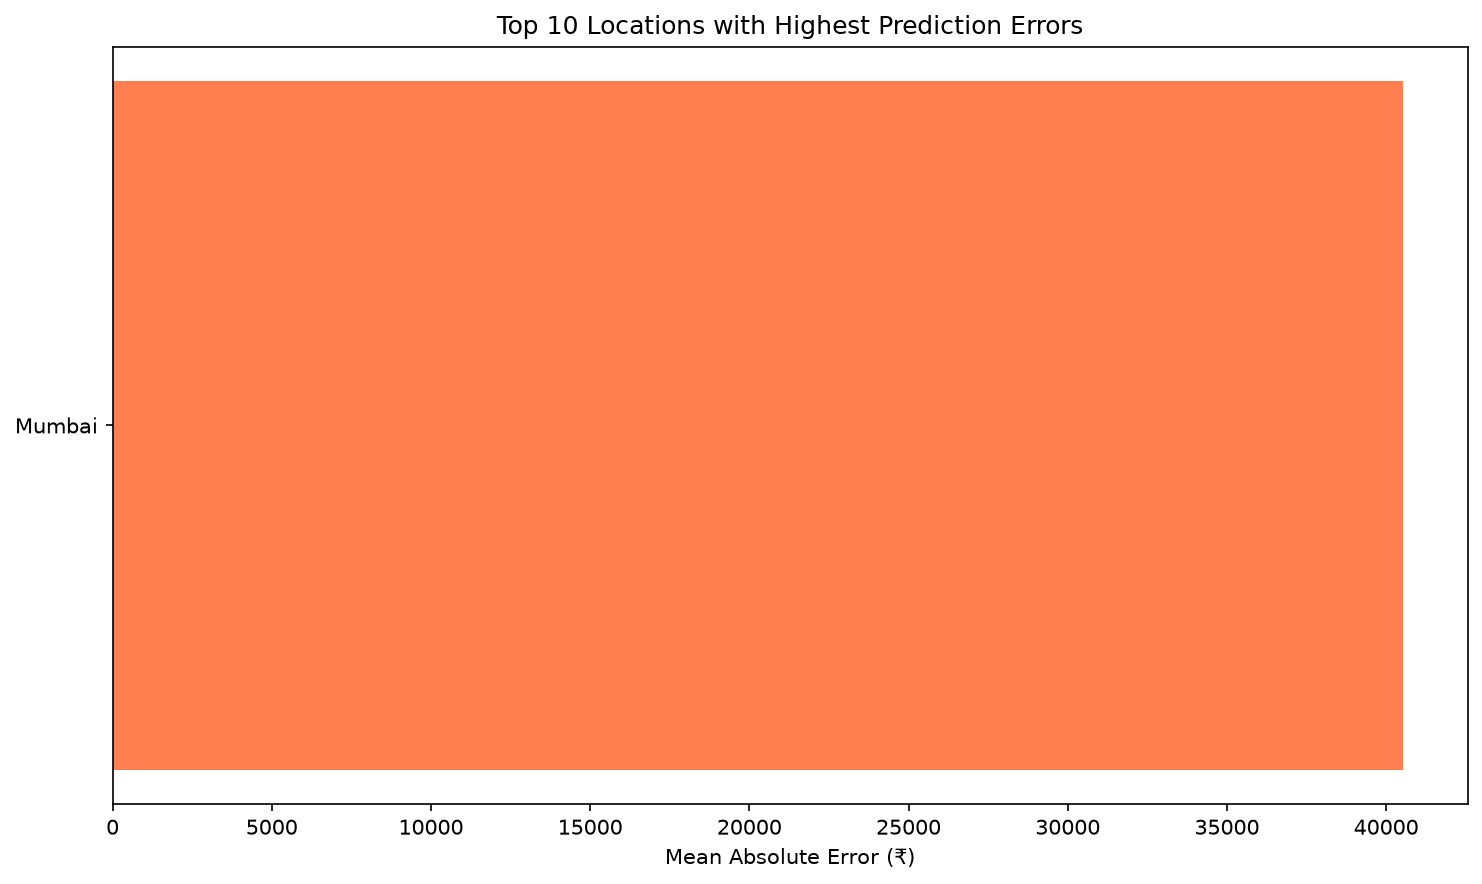 Top 10 Locations with Highest Prediction Errors
Mumbai
0 5000 10000 15000 20000 25000 30000 35000 40000
Mean Absolute Error (₹)